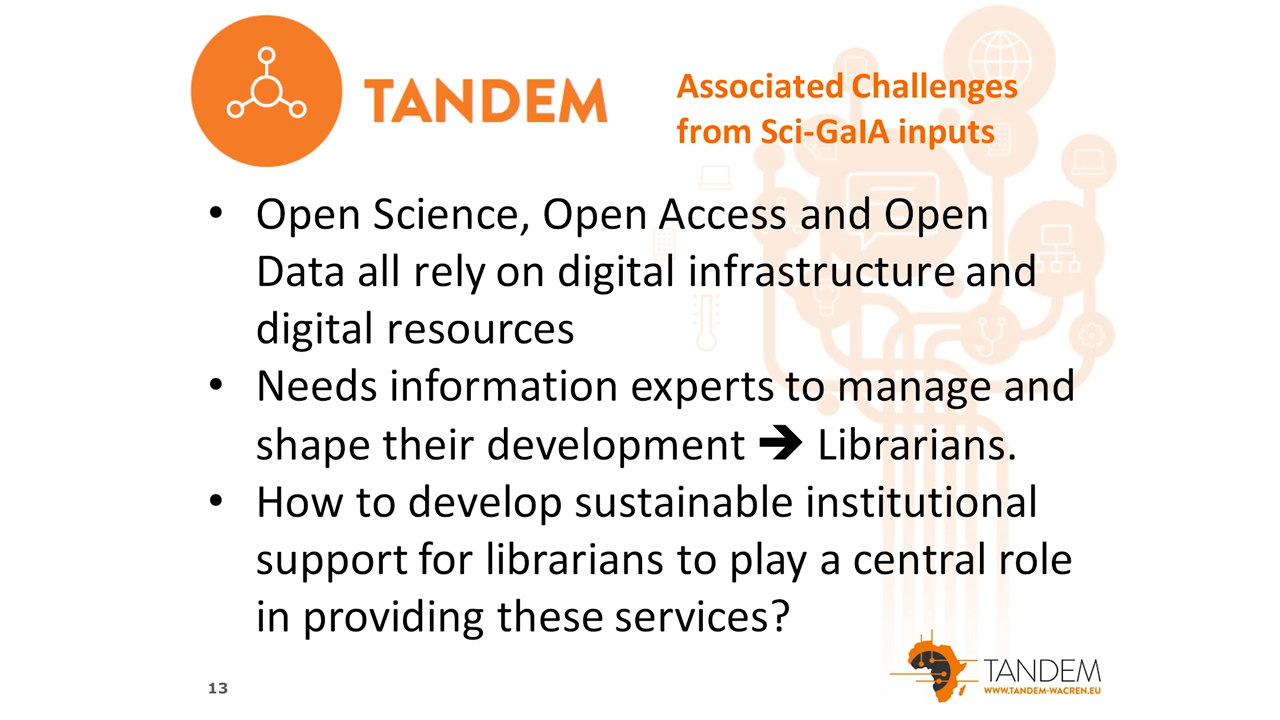 TANDEM
Associated Challenges
from Sci-GaIA inputs
• Open Science, Open Access and Open
Data all rely on digital infrastructure and
digital resources
• Needs information experts to manage and
shape their development ➔ Librarians.
• How to develop sustainable institutional
support for librarians to play a central role
in providing these services?
13
TANDEM
WWW.TANDEM-WACREN.EU